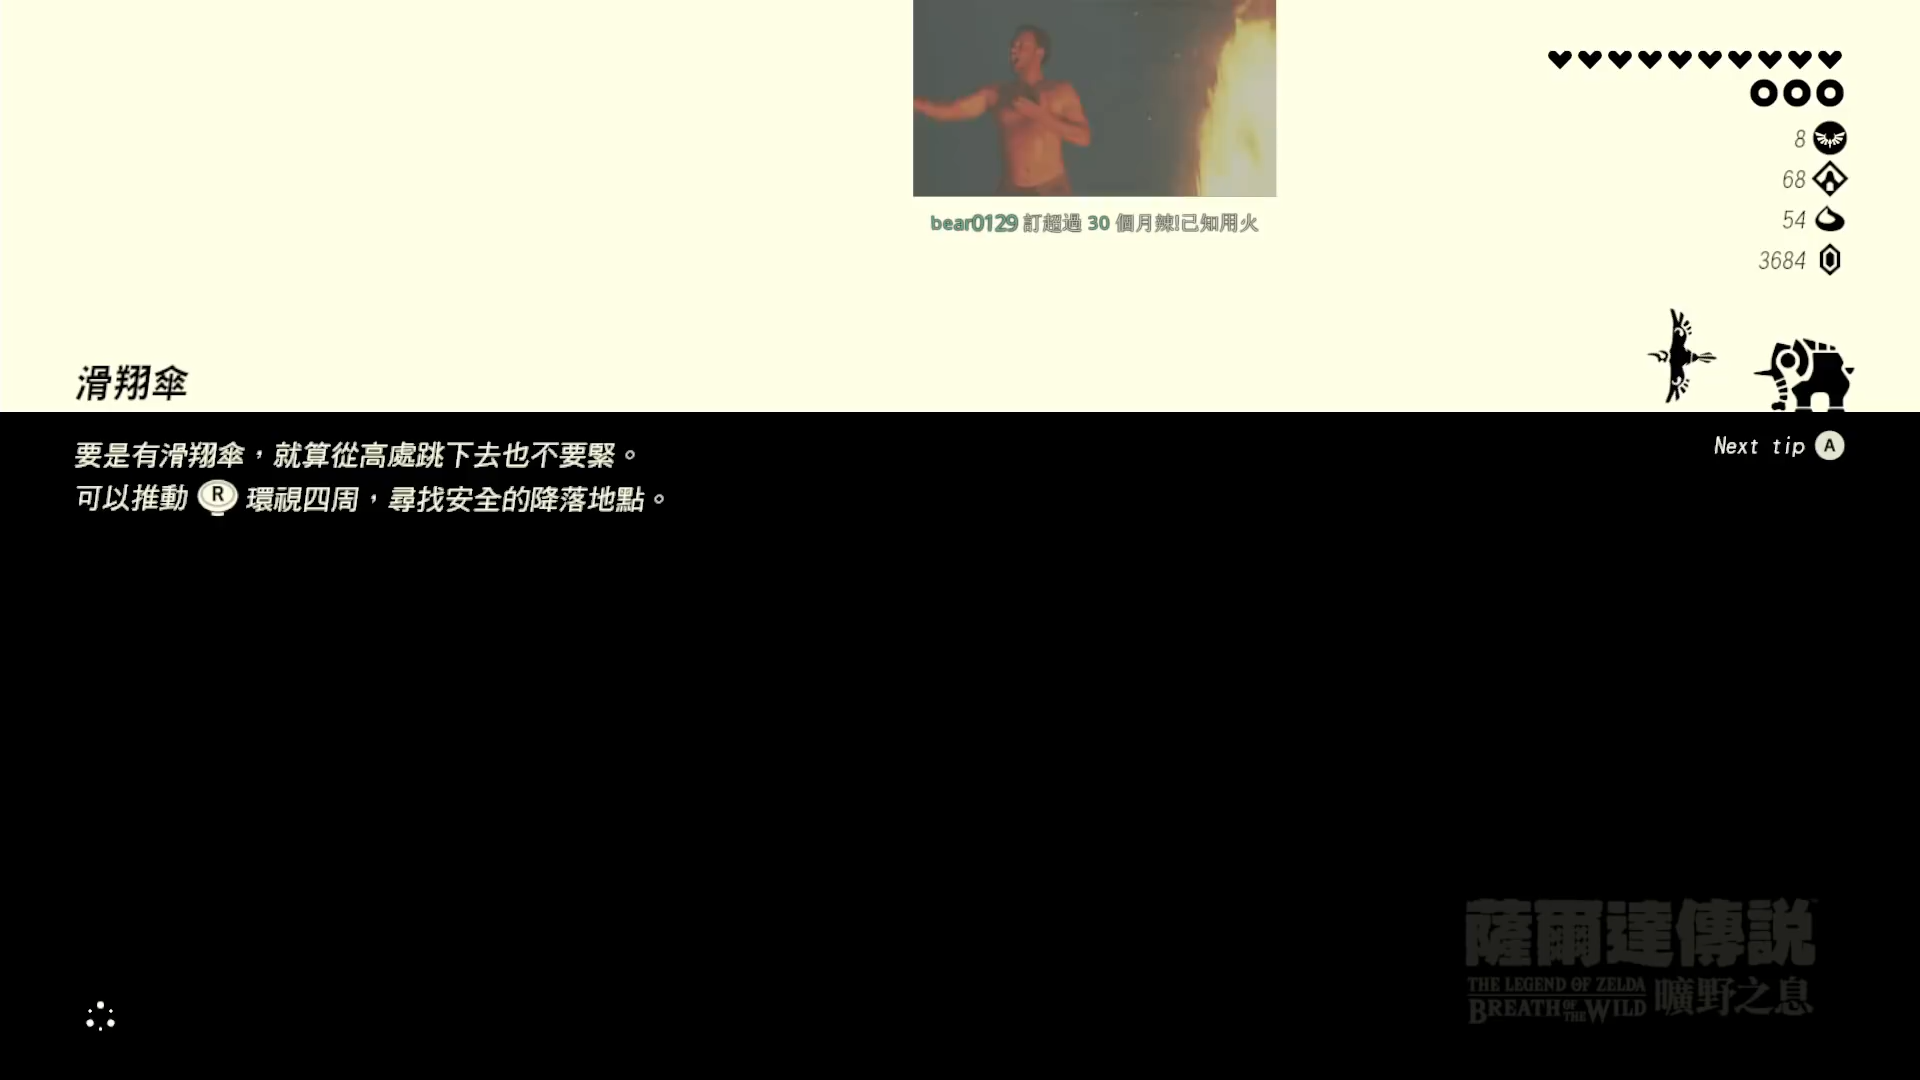 bear0129 訂超過 30 個月辣!已知用火
8
68
54
3684
滑翔傘
要是有滑翔傘，就算從高處跳下去也不要緊。
可以推動 R 環視四周，尋找安全的降落地點。
Next tip A
薩爾達傳說
THE LEGEND OF ZELDA
BREATH OF THE WILD 曠野之息